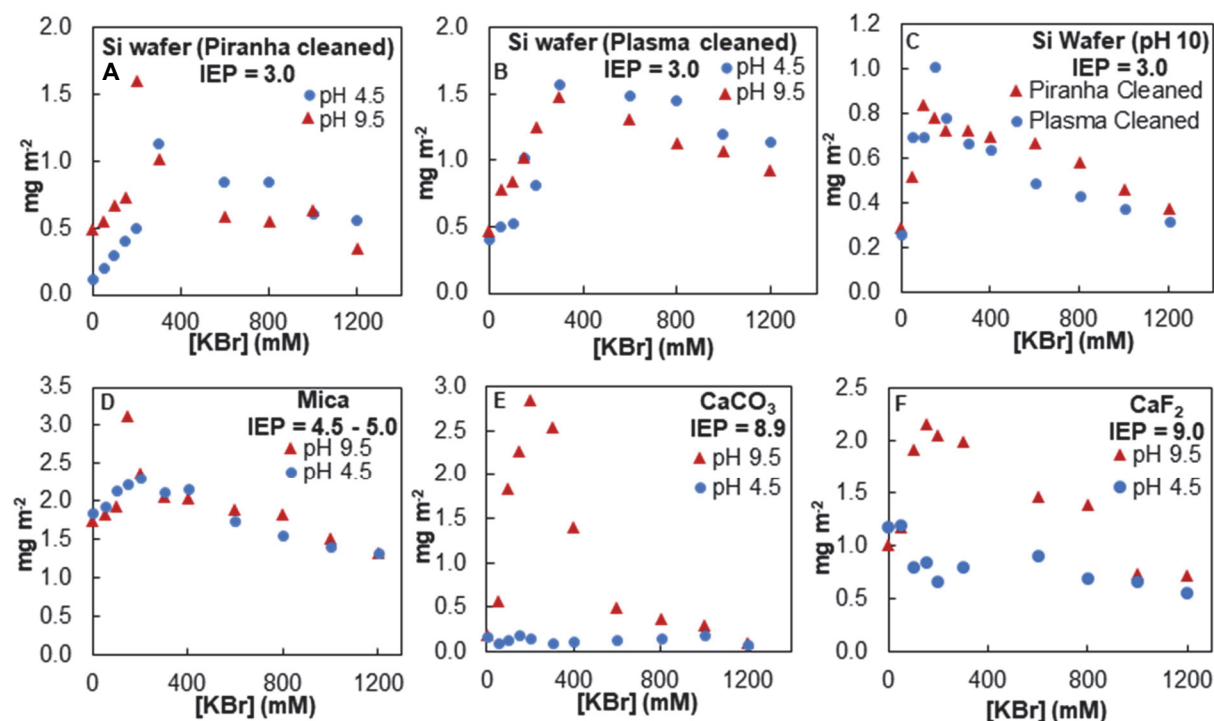 A
Si wafer (Piranha cleaned)
IEP = 3.0
pH 4.5
pH 9.5
mg m-2
2.0
1.5
1.0
0.5
0.0
0 400 800 1200
[KBr] (mM)
B
Si wafer (Plasma cleaned)
IEP = 3.0
pH 4.5
pH 9.5
mg m-2
2.0
1.5
1.0
0.5
0.0
0 400 800 1200
[KBr] (mM)
C
Si Wafer (pH 10)
IEP = 3.0
Piranha Cleaned
Plasma Cleaned
mg m-2
1.2
1.0
0.8
0.6
0.4
0.2
0.0
0 400 800 1200
[KBr] (mM)
D
Mica
IEP = 4.5 - 5.0
pH 9.5
pH 4.5
mg m-2
3.5
3.0
2.5
2.0
1.5
1.0
0.5
0.0
0 400 800 1200
[KBr] (mM)
E
CaCO3
IEP = 8.9
pH 9.5
pH 4.5
mg m-2
3.0
2.5
2.0
1.5
1.0
0.5
0.0
0 400 800 1200
[KBr] (mM)
F
CaF2
IEP = 9.0
pH 9.5
pH 4.5
mg m-2
2.5
2.0
1.5
1.0
0.5
0.0
0 400 800 1200
[KBr] (mM)